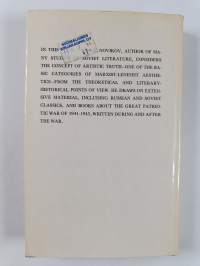 IN THIS NOVIKOV, AUTHOR OF MA-
NY STUD SOVIET LITERATURE, CONSIDERS
THE CONCEPT OF ARTISTIC TRUTH—ONE OF THE BA-
SIC CATEGORIES OF MARXIST-LENINIST AESTHE-
TICS—FROM THE THEORETICAL AND LITERARY-
HISTORICAL POINTS OF VIEW. HE DRAWS ON EXTEN-
SIVE MATERIAL, INCLUDING RUSSIAN AND SOVIET
CLASSICS, AND BOOKS ABOUT THE GREAT PATRIO-
TIC WAR OF 1941-1945, WRITTEN DURING AND AFTER
THE WAR.